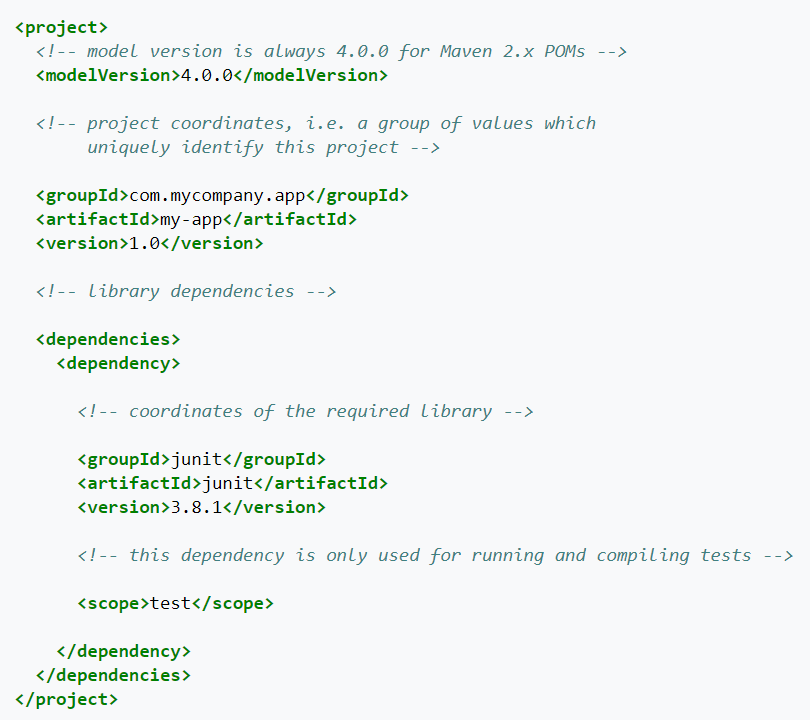 <project>
<!-- model version is always 4.0.0 for Maven 2.x POMs -->
<modelVersion>4.0.0</modelVersion>
<!-- project coordinates, i.e. a group of values which
uniquely identify this project -->
<groupId>com.mycompany.app</groupId>
<artifactId>my-app</artifactId>
<version>1.0</version>
<!-- library dependencies -->
<dependencies>
<dependency>
<!-- coordinates of the required library -->
<groupId>junit</groupId>
<artifactId>junit</artifactId>
<version>3.8.1</version>
<!-- this dependency is only used for running and compiling tests -->
<scope>test</scope>
</dependency>
</dependencies>
</project>